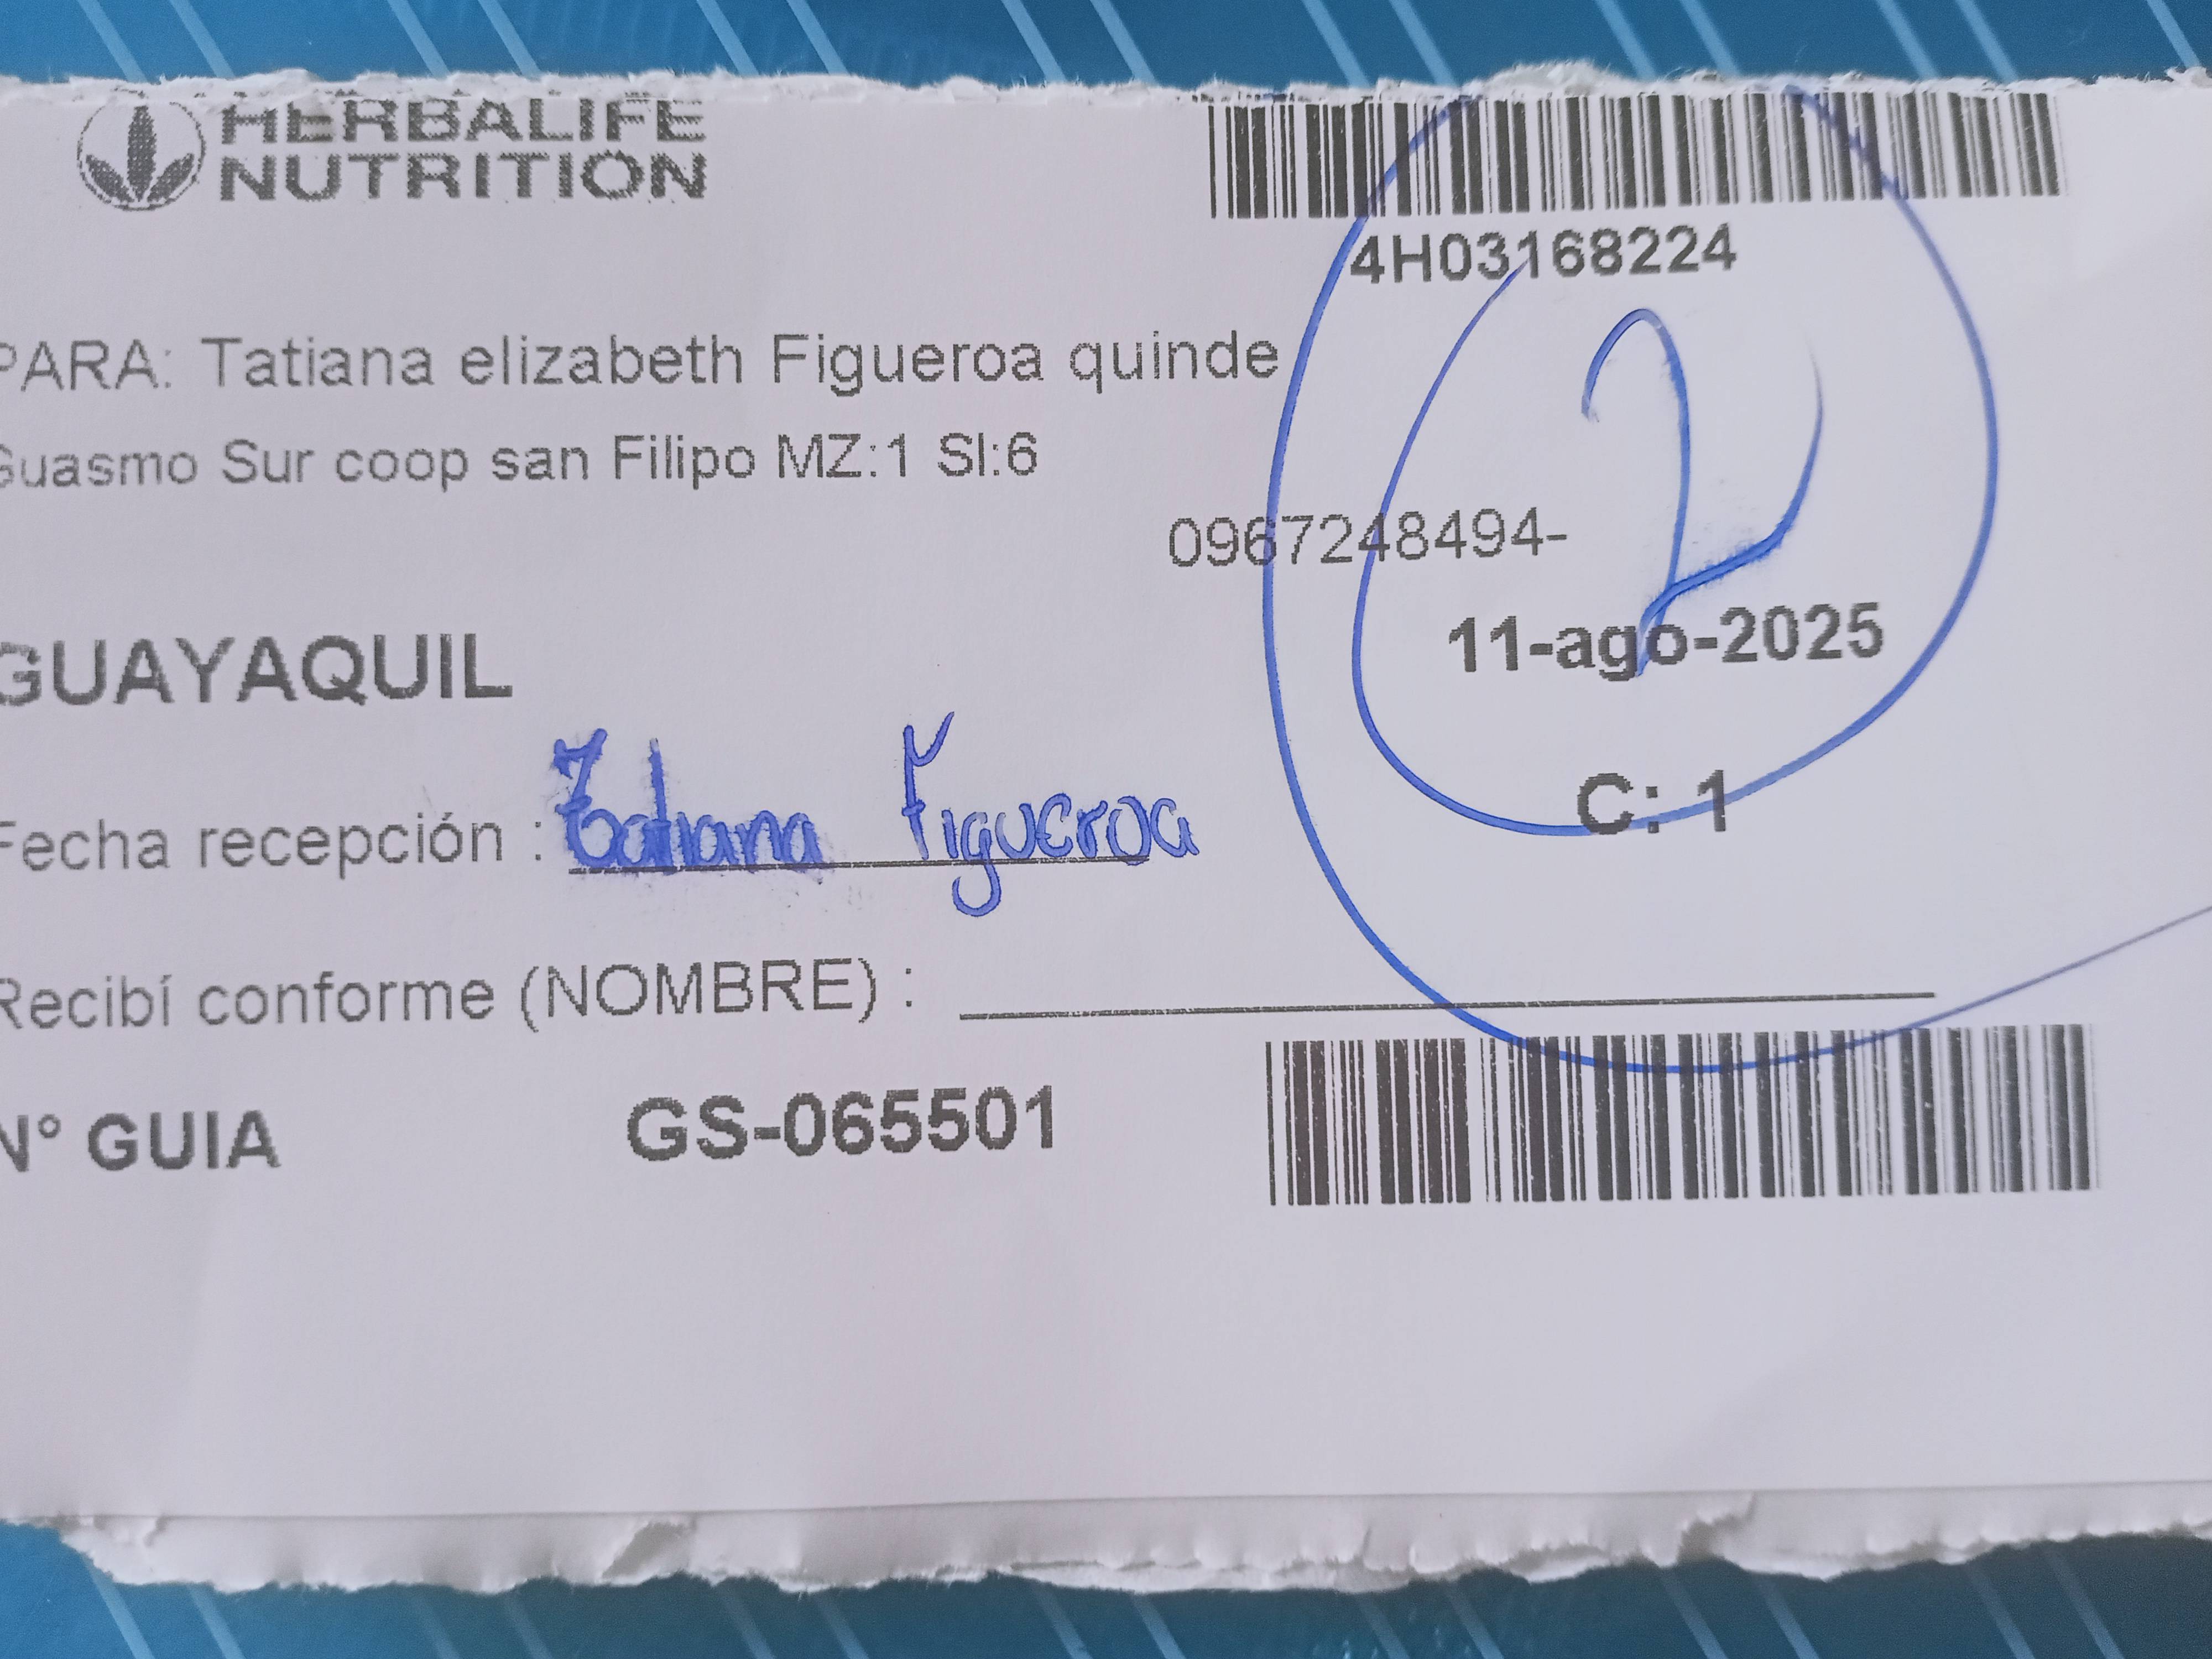 HERBALIFE
NUTRITION
4H03168224
PARA: Tatiana elizabeth Figueroa quinde
Guasmo Sur coop san Filipo MZ:1 Sl:6
0967248494-
2
11-ago-2025
GUAYAQUIL
C: 1
Fecha recepción : Tatiana Figueroa
Recibí conforme (NOMBRE) :
N° GUIA GS-065501